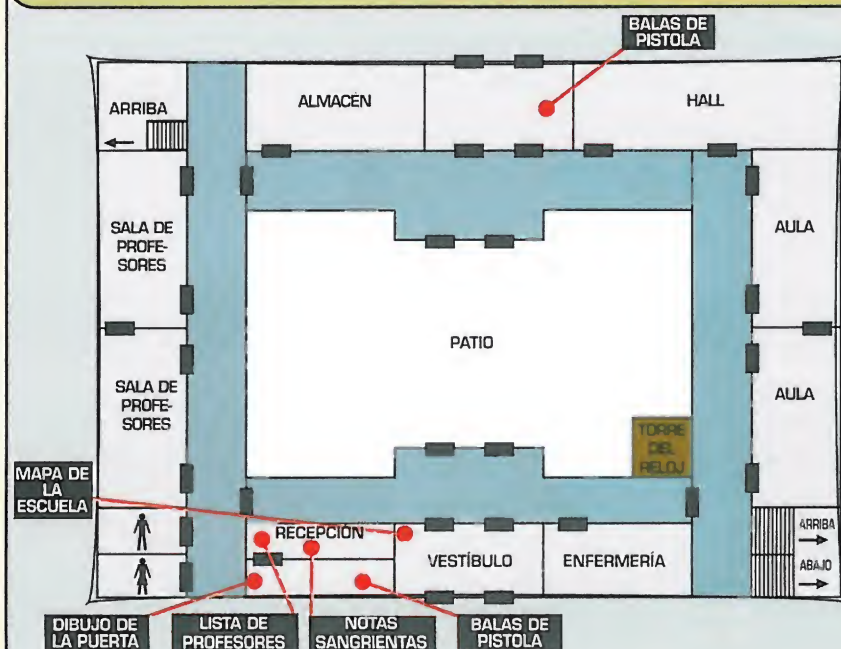 BALAS DE
PISTOLA
ARRIBA
ALMACÉN
HALL
SALA DE
PROFE-
SORES
AULA
PATIO
SALA DE
PROFE-
SORES
AULA
TORRE
DEL
RELOJ
MAPA DE
LA
ESCUELA
RECEPCIÓN
VESTÍBULO
ENFERMERÍA
ARRIBA
ABAJO
DIBUJO DE
LA PUERTA
LISTA DE
PROFESORES
NOTAS
SANGRIENTAS
BALAS DE
PISTOLA